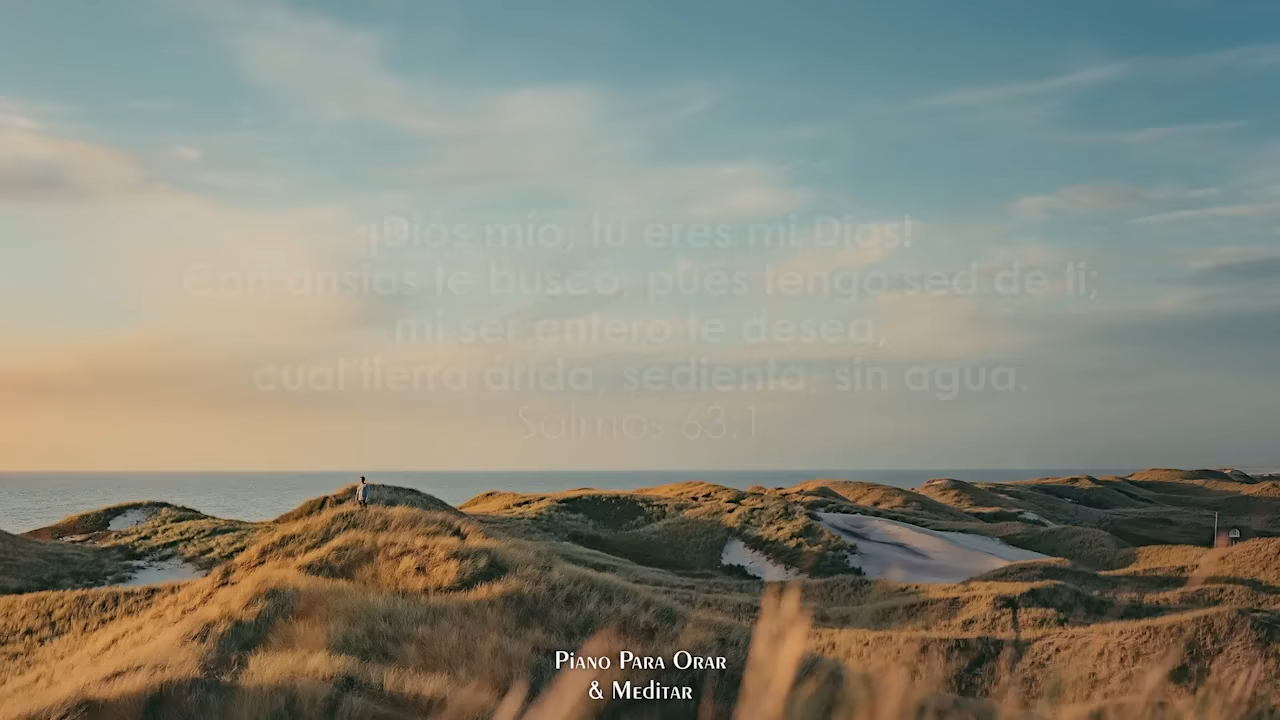 ¡Dios mío, tú eres mi Dios!
Con ansias te busco, pues tengo sed de ti;
mi ser entero te desea,
cual tierra árida, sedienta, sin agua.
Salmos 63.1
Piano Para Orar
& Meditar